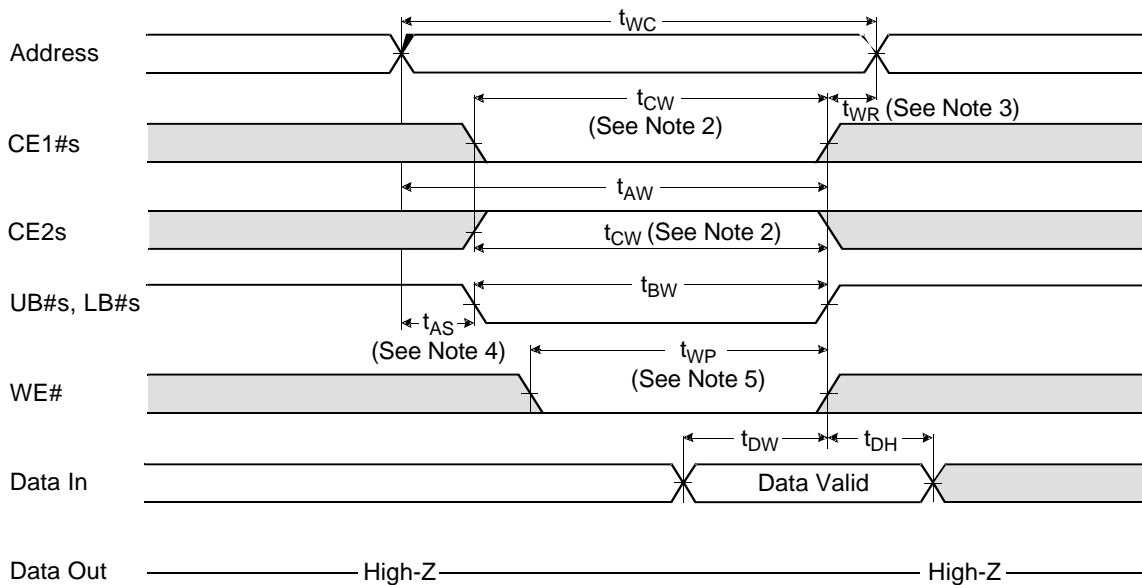 tWC
Address
tCW
(See Note 2)
tWR (See Note 3)
CE1#s
tAW
CE2s
tCW (See Note 2)
tBW
UB#s, LB#s
tAS
(See Note 4)
tWP
(See Note 5)
WE#
tDW
tDH
Data In
Data Valid
Data Out
High-Z
High-Z